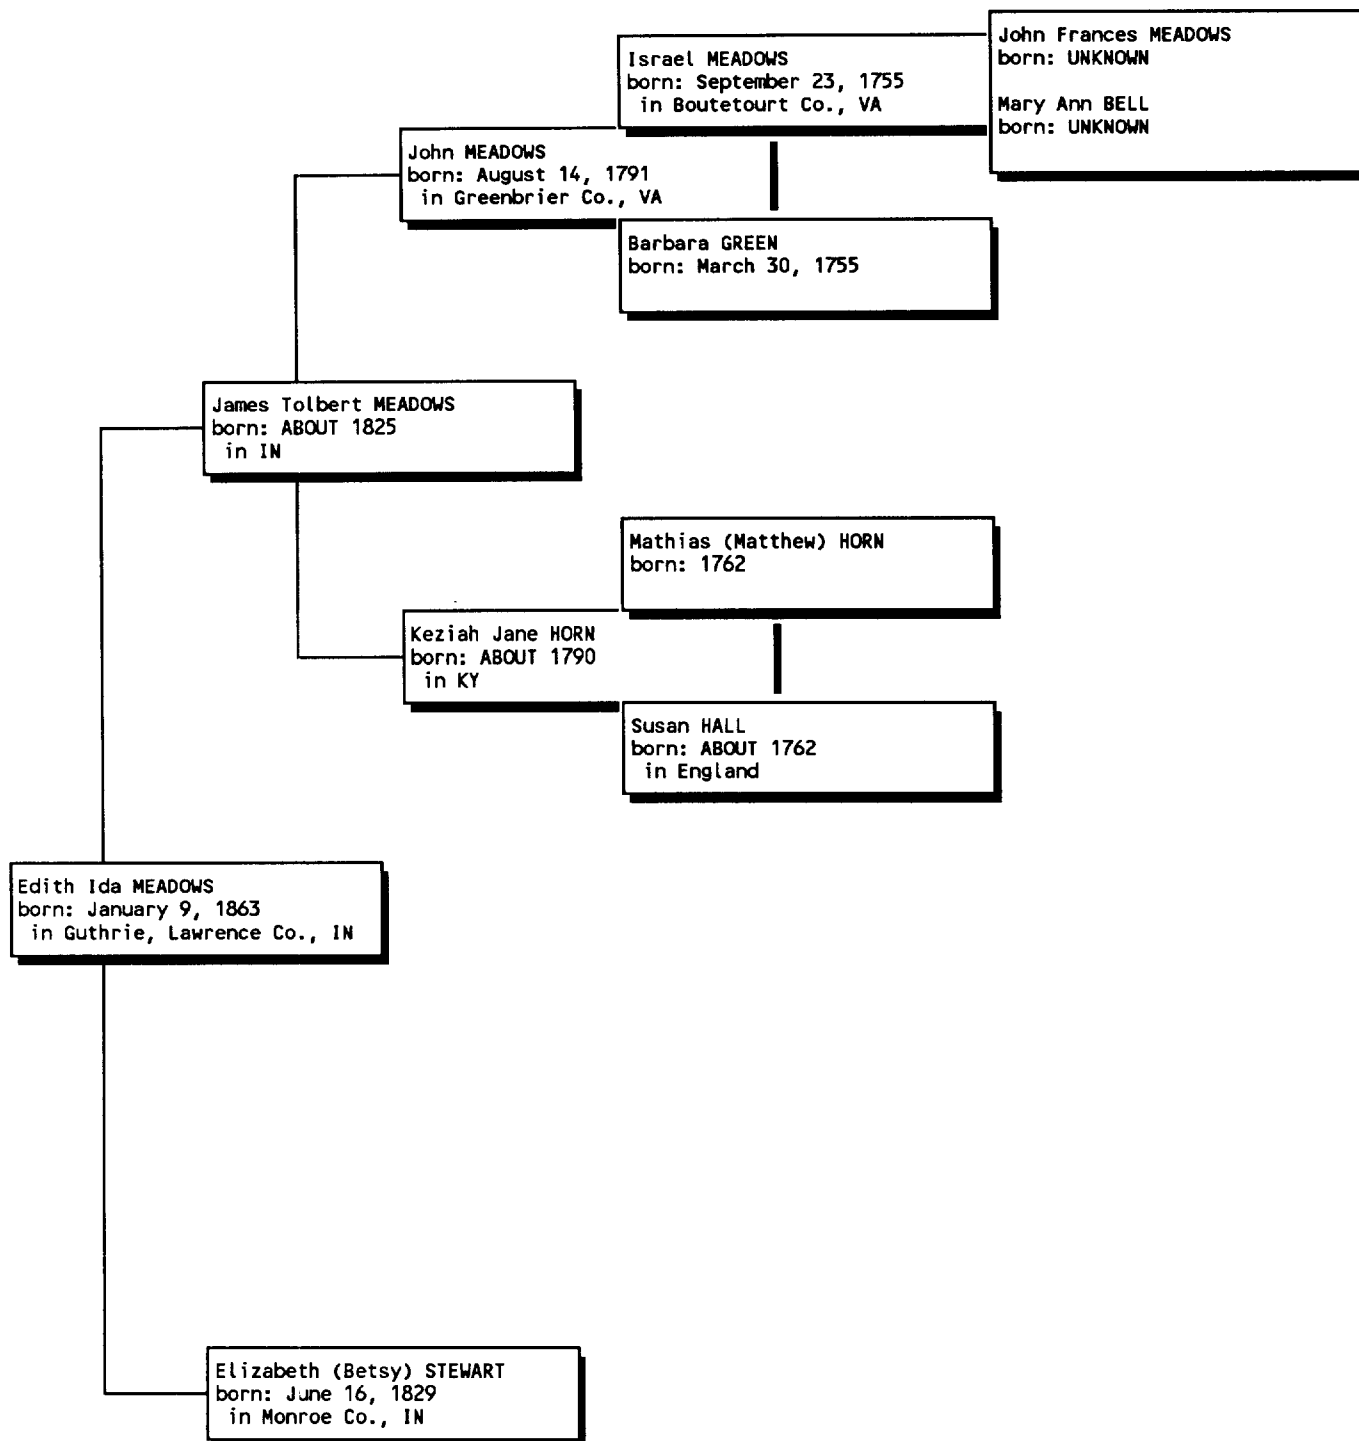 John Frances MEADOWS
born: UNKNOWN
Mary Ann BELL
born: UNKNOWN
Israel MEADOWS
born: September 23, 1755
in Boutetourt Co., VA
John MEADOWS
born: August 14, 1791
in Greenbrier Co., VA
Barbara GREEN
born: March 30, 1755
James Tolbert MEADOWS
born: ABOUT 1825
in IN
Mathias (Matthew) HORN
born: 1762
Keziah Jane HORN
born: ABOUT 1790
in KY
Susan HALL
born: ABOUT 1762
in England
Edith Ida MEADOWS
born: January 9, 1863
in Guthrie, Lawrence Co., IN
Elizabeth (Betsy) STEWART
born: June 16, 1829
in Monroe Co., IN